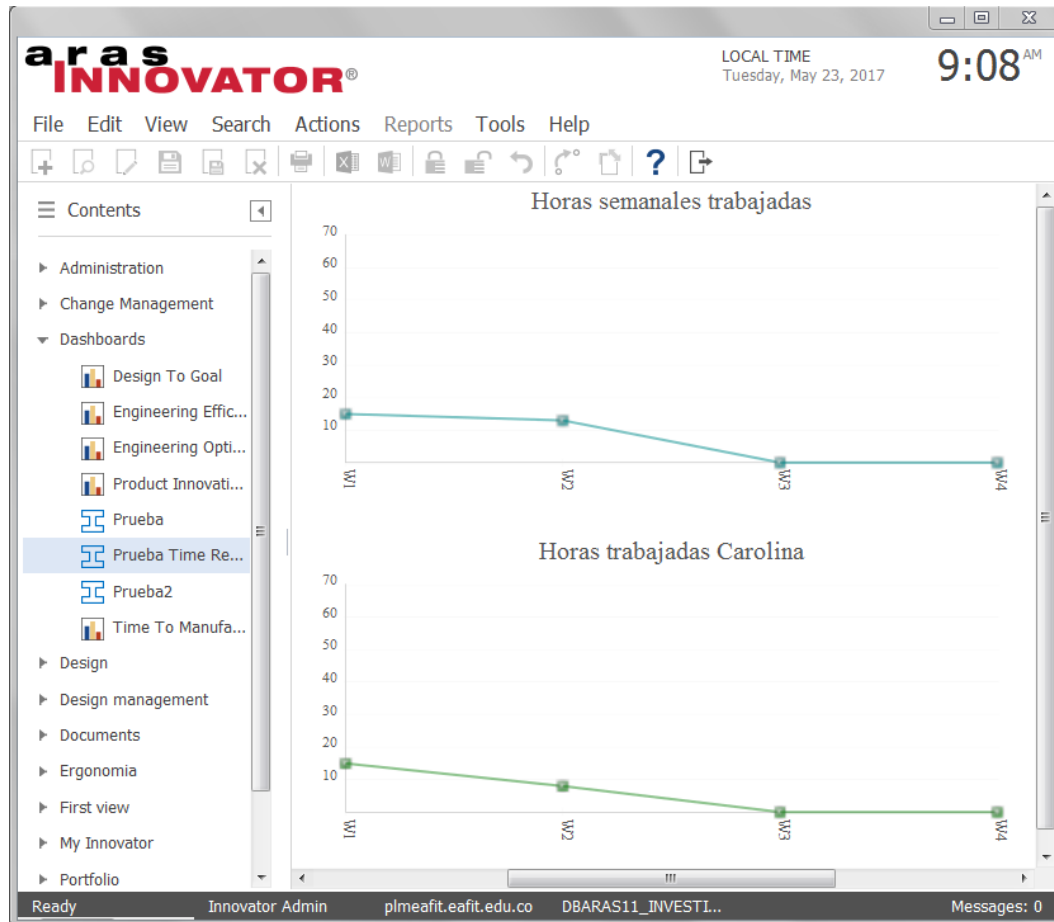 aras
INNOVATOR®
LOCAL TIME
Tuesday, May 23, 2017
9:08 AM
File Edit View Search Actions Reports Tools Help
Contents
Administration
Change Management
Dashboards
Design To Goal
Engineering Effic...
Engineering Opti...
Product Innovati...
Prueba
Prueba Time Re...
Prueba2
Time To Manufa...
Design
Design management
Documents
Ergonomia
First view
My Innovator
Portfolio
Horas semanales trabajadas
70
60
50
40
30
20
10
W1 W2 W3 W4
Horas trabajadas Carolina
70
60
50
40
30
20
10
W1 W2 W3 W4
Ready Innovator Admin plmeafit.eafit.edu.co DBARAS11_INVESTI... Messages: 0